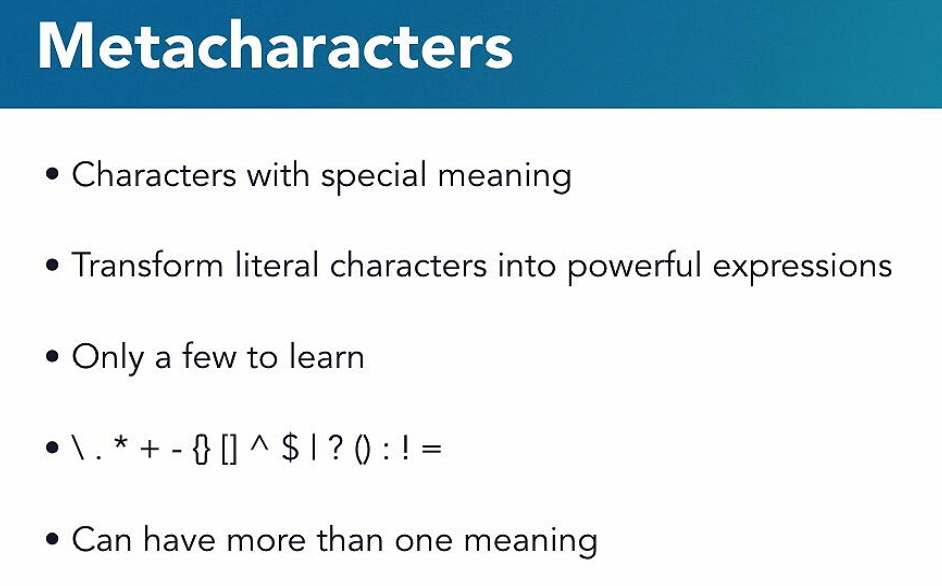 Metacharacters
• Characters with special meaning
• Transform literal characters into powerful expressions
• Only a few to learn
• \ . * + - {} [] ^ $ | ? () : ! =
• Can have more than one meaning